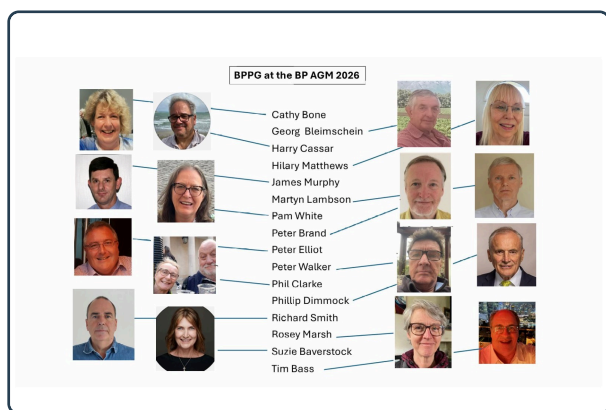 BPPG at the BP AGM 2026
Cathy Bone
Georg Bleimschein
Harry Cassar
Hilary Matthews
James Murphy
Martyn Lambson
Pam White
Peter Brand
Peter Elliot
Peter Walker
Phil Clarke
Phillip Dimmock
Richard Smith
Rosey Marsh
Suzie Baverstock
Tim Bass